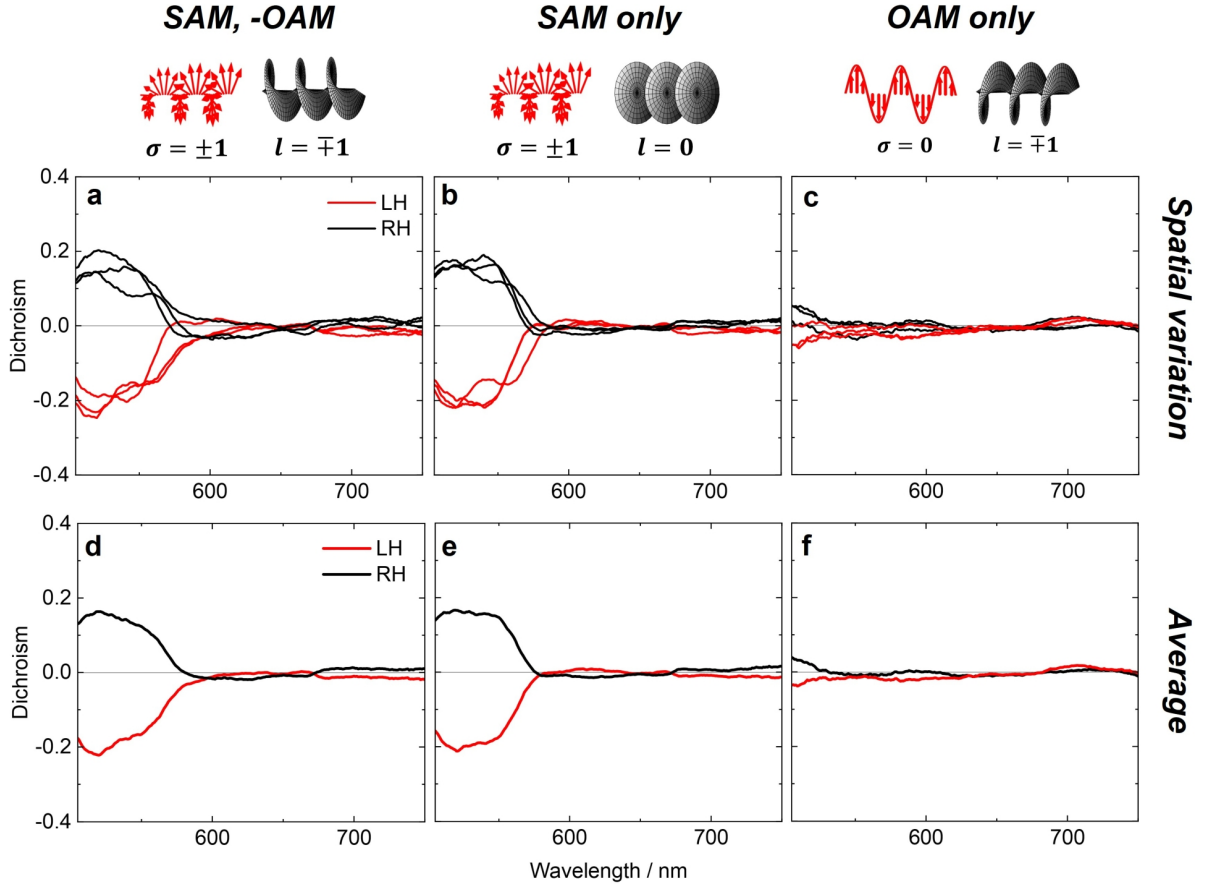 SAM, -OAM SAM only OAM only
σ = ±1 l = ∓1 σ = ±1 l = 0 σ = 0 l = ∓1
a LH b c
RH
0.4
0.2
0.0
-0.2
-0.4
Dichroism
600 700 600 700 600 700
Spatial variation
d LH e f
RH
0.4
0.2
0.0
-0.2
-0.4
Dichroism
600 700 600 700 600 700
Average
Wavelength / nm